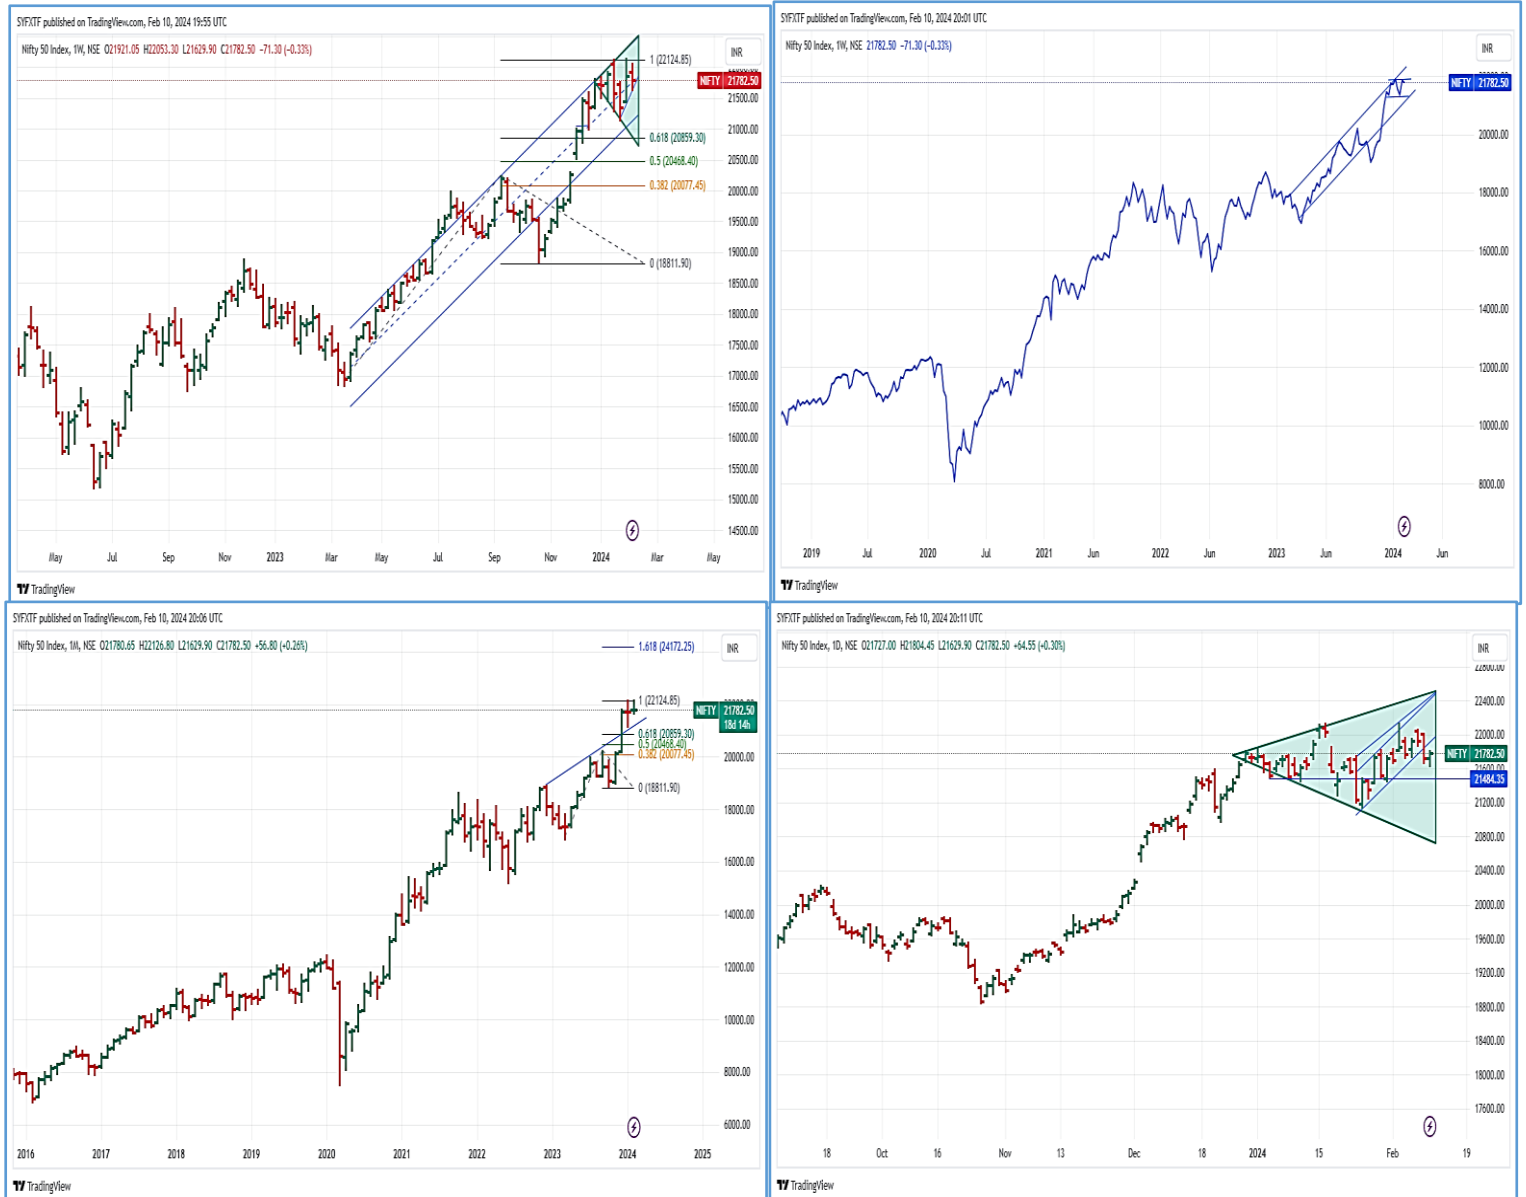 SYFXTF published on TradingView.com, Feb 10, 2024 19:55 UTC
Nifty 50 Index, 1W, NSE O21921.05 H22053.30 L21629.90 C21782.50 −71.30 (−0.33%)
INR
1 (22124.85)
NIFTY 21782.50
21500.00
21000.00
0.618 (20859.30)
20500.00
0.5 (20468.40)
20000.00
0.382 (20077.45)
19500.00
19000.00
0 (18811.90)
18500.00
18000.00
17500.00
17000.00
16500.00
16000.00
15500.00
15000.00
14500.00
May Jul Sep Nov 2023 Mar May Jul Sep Nov 2024 Mar May
TradingView
SYFXTF published on TradingView.com, Feb 10, 2024 20:01 UTC
Nifty 50 Index, 1W, NSE 21782.50 −71.30 (−0.33%)
INR
NIFTY 21782.50
20000.00
18000.00
16000.00
14000.00
12000.00
10000.00
8000.00
2019 Jul 2020 Jul 2021 Jun 2022 Jun 2023 Jun 2024 Jun
TradingView
SYFXTF published on TradingView.com, Feb 10, 2024 20:06 UTC
Nifty 50 Index, 1M, NSE O21780.65 H22126.80 L21629.90 C21782.50 +56.80 (+0.26%)
1.618 (24172.25)
INR
1 (22124.85)
NIFTY 21782.50
18d 14h
0.618 (20859.30)
0.5 (20468.40)
0.382 (20077.45)
20000.00
0 (18811.90)
18000.00
16000.00
14000.00
12000.00
10000.00
8000.00
6000.00
2016 2017 2018 2019 2020 2021 2022 2023 2024 2025
TradingView
SYFXTF published on TradingView.com, Feb 10, 2024 20:11 UTC
Nifty 50 Index, 1D, NSE O21727.00 H21804.45 L21629.90 C21782.50 +64.55 (+0.30%)
INR
22800.00
22400.00
22000.00
NIFTY 21782.50
21600.00
21484.35
21200.00
20800.00
20400.00
20000.00
19600.00
19200.00
18800.00
18400.00
18000.00
17600.00
18 Oct 16 Nov 13 Dec 18 2024 15 Feb 19
TradingView